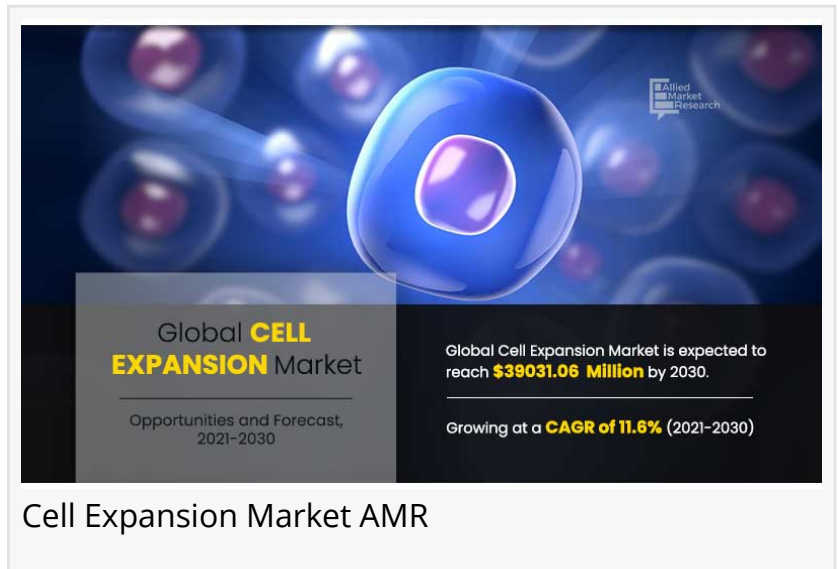 Allied
Market
Research
Global CELL
EXPANSION Market
Opportunities and Forecast,
2021-2030
Global Cell Expansion Market is expected to
reach $39031.06 Million by 2030.
Growing at a CAGR of 11.6% (2021-2030)
Cell Expansion Market AMR